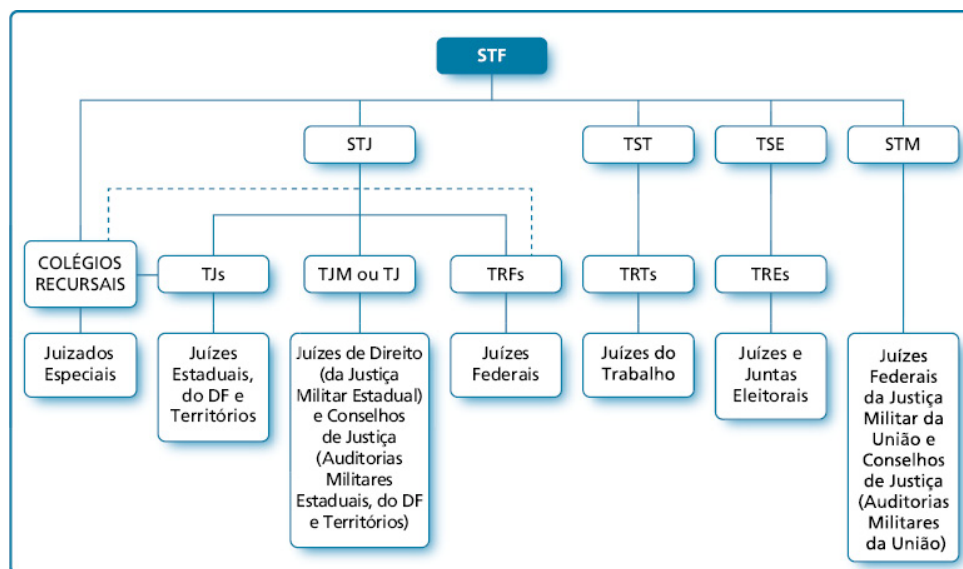 STF
STJ
TST
TSE
STM
COLÉGIOS
RECURSAIS
TJs
TJM ou TJ
TRFs
TRTs
TREs
Juizados
Especiais
Juízes
Estaduais,
do DF e
Territórios
Juízes de Direito
(da Justiça
Militar Estadual)
e Conselhos
de Justiça
(Auditorias
Militares
Estaduais, do DF
e Territórios)
Juízes
Federais
Juízes do
Trabalho
Juízes e
Juntas
Eleitorais
Juízes
Federais
da Justiça
Militar da
União e
Conselhos
de Justiça
(Auditorias
Militares
da União)